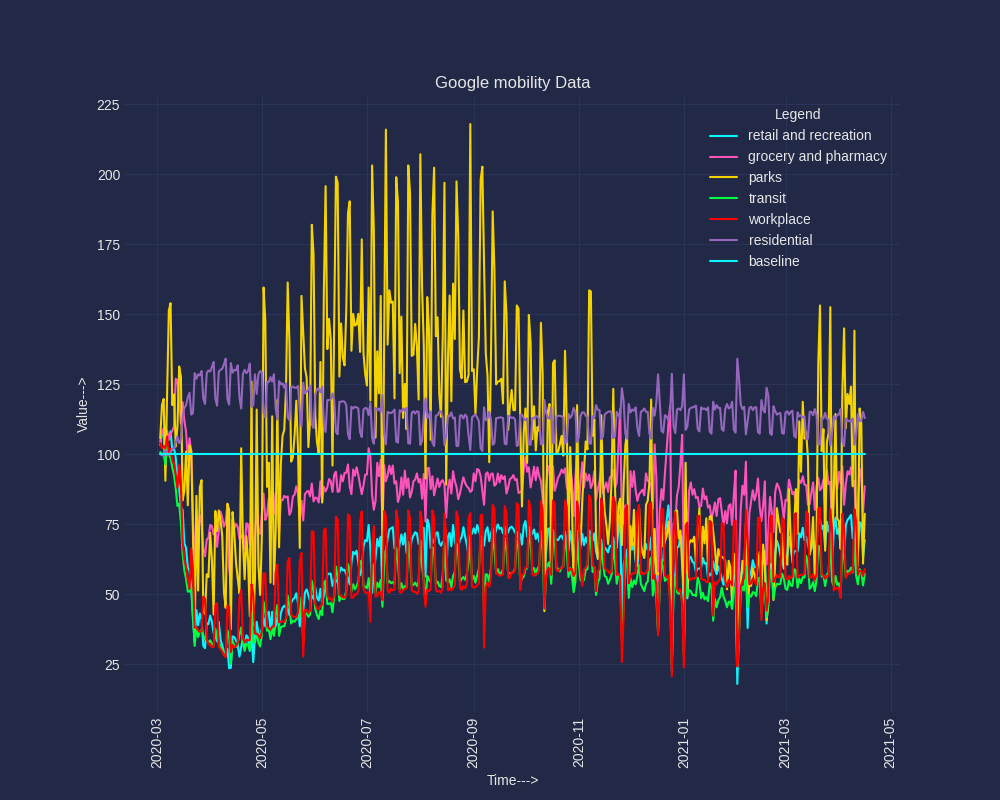 Google mobility Data
225
200
175
150
125
100
75
50
25
Value--->
Legend
retail and recreation
grocery and pharmacy
parks
transit
workplace
residential
baseline
2020-03
2020-05
2020-07
2020-09
2020-11
2021-01
2021-03
2021-05
Time--->